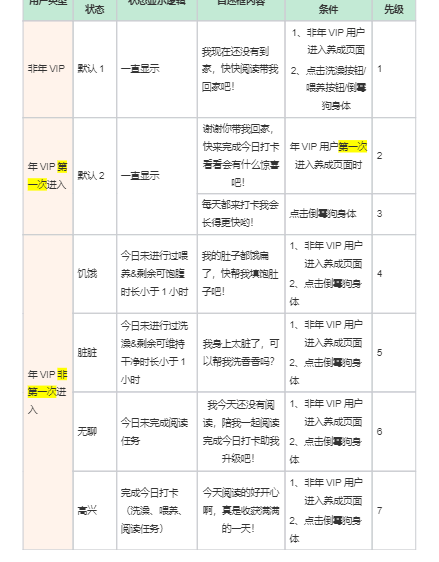 用户类型
状态
状态显示逻辑
自述框内容
条件
先级
非年 VIP
默认 1
一直显示
我现在还没有到
家，快快阅读带我
回家吧！
1、非年 VIP 用户
进入养成页面
2、点击洗澡按钮/
喂养按钮/倒霉
狗身体
1
年 VIP 第
一次进入
默认 2
一直显示
谢谢你带我回家，
快来完成今日打卡
看看会有什么惊喜
吧！
年 VIP 用户第一次
进入养成页面时
2
每天都来打卡我会
长得更快哟！
点击倒霉狗身体
3
年 VIP 非
第一次进
入
饥饿
今日未进行过喂
养&剩余可饱腹
时长小于 1 小时
我的肚子都饿扁
了，快帮我填饱肚
子吧！
1、非年 VIP 用户
进入养成页面
2、点击倒霉狗身
体
4
脏脏
今日未进行过洗
澡&剩余可维持
干净时长小于 1
小时
我身上太脏了，可
以帮我洗香香吗？
1、非年 VIP 用户
进入养成页面
2、点击倒霉狗身
体
5
无聊
今日未完成阅读
任务
我今天还没有阅
读，陪我一起阅读
完成今日打卡助我
升级吧！
1、非年 VIP 用户
进入养成页面
2、点击倒霉狗身
体
6
高兴
完成今日打卡
（洗澡、喂养、
阅读任务）
今天阅读的好开心
啊，真是收获满满
的一天！
1、非年 VIP 用户
进入养成页面
2、点击倒霉狗身
体
7